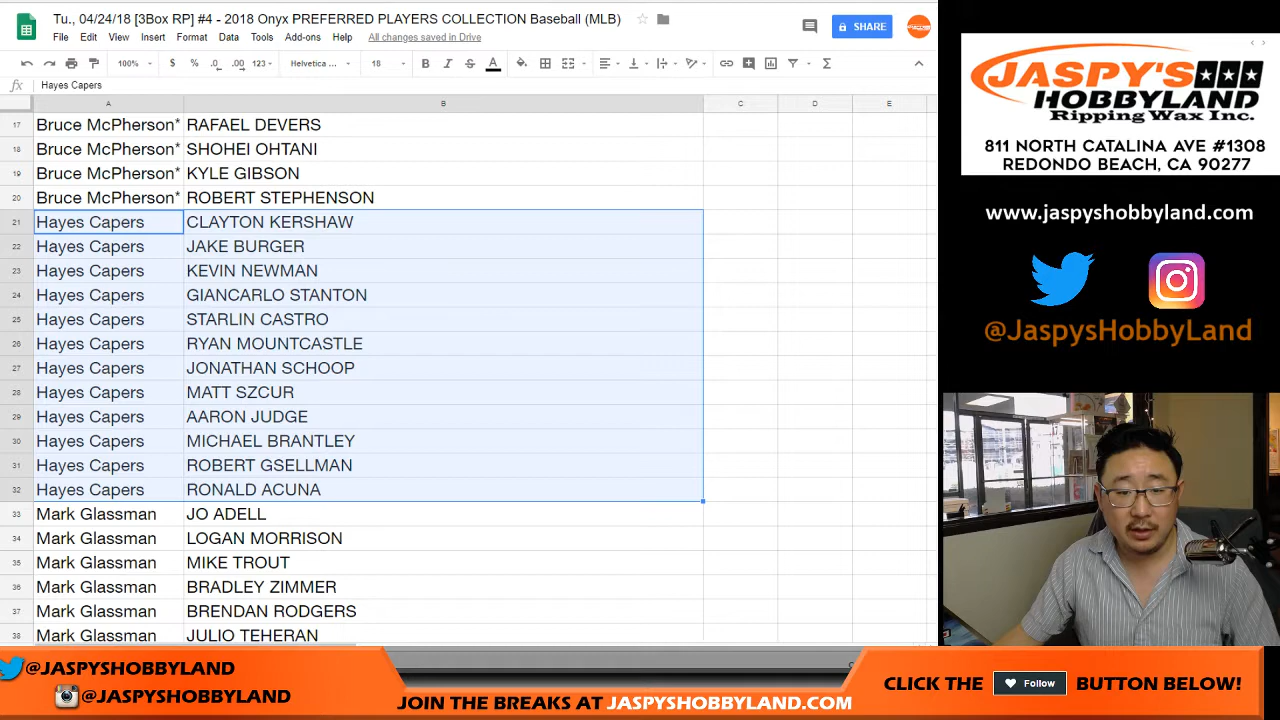 Tu., 04/24/18 [3Box RP] #4 - 2018 Onyx PREFERRED PLAYERS COLLECTION Baseball (MLB)
File Edit View Insert Format Data Tools Add-ons Help All changes saved in Drive
SHARE
100% $ % .0 .00 123 Helvetica ... 18 B I S A
fx Hayes Capers
A B C D E
17 Bruce McPherson* RAFAEL DEVERS
18 Bruce McPherson* SHOHEI OHTANI
19 Bruce McPherson* KYLE GIBSON
20 Bruce McPherson* ROBERT STEPHENSON
21 Hayes Capers CLAYTON KERSHAW
22 Hayes Capers JAKE BURGER
23 Hayes Capers KEVIN NEWMAN
24 Hayes Capers GIANCARLO STANTON
25 Hayes Capers STARLIN CASTRO
26 Hayes Capers RYAN MOUNTCASTLE
27 Hayes Capers JONATHAN SCHOOP
28 Hayes Capers MATT SZCUR
29 Hayes Capers AARON JUDGE
30 Hayes Capers MICHAEL BRANTLEY
31 Hayes Capers ROBERT GSELLMAN
32 Hayes Capers RONALD ACUNA
33 Mark Glassman JO ADELL
34 Mark Glassman LOGAN MORRISON
35 Mark Glassman MIKE TROUT
36 Mark Glassman BRADLEY ZIMMER
37 Mark Glassman BRENDAN RODGERS
38 Mark Glassman JULIO TEHERAN
JASPY'S
HOBBYLAND
Ripping Wax Inc.
811 NORTH CATALINA AVE #1308
REDONDO BEACH, CA 90277
www.jaspyshobbyland.com
@JaspysHobbyLand
@JASPYSHOBBYLAND
@JASPYSHOBBYLAND
JOIN THE BREAKS AT JASPYSHOBBYLAND.COM
CLICK THE Follow BUTTON BELOW!